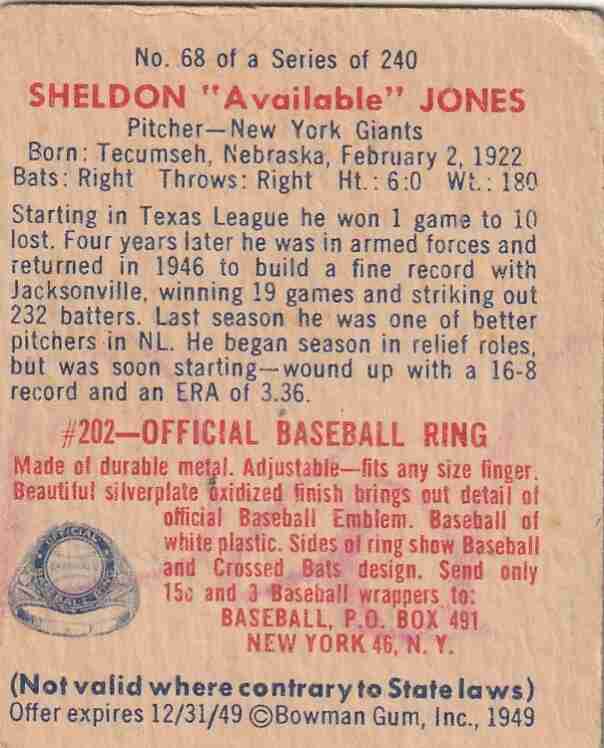 No. 68 of a Series of 240
SHELDON "Available" JONES
Pitcher—New York Giants
Born: Tecumseh, Nebraska, February 2, 1922
Bats: Right Throws: Right Ht.: 6:0 Wt.: 180
Starting in Texas League he won 1 game to 10
lost. Four years later he was in armed forces and
returned in 1946 to build a fine record with
Jacksonville, winning 19 games and striking out
232 batters. Last season he was one of better
pitchers in NL. He began season in relief roles,
but was soon starting—wound up with a 16-8
record and an ERA of 3.36.
#202—OFFICIAL BASEBALL RING
Made of durable metal. Adjustable—fits any size finger.
Beautiful silverplate oxidized finish brings out detail of
official Baseball Emblem. Baseball of
white plastic. Sides of ring show Baseball
and Crossed Bats design. Send only
15c and 3 Baseball wrappers to:
BASEBALL, P.O. BOX 491
NEW YORK 46, N. Y.
OFFICIAL
(Not valid where contrary to State laws)
Offer expires 12/31/49 ©Bowman Gum, Inc., 1949